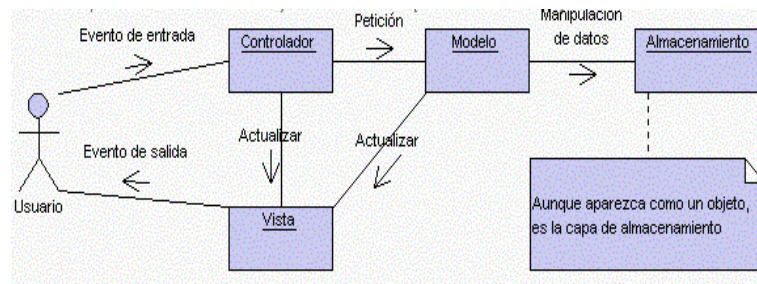 Petición
Manipulacion
de datos
Evento de entrada
Controlador
Modelo
Almacenamiento
Actualizar
Actualizar
Evento de salida
Usuario
Vista
Aunque aparezca como un objeto,
es la capa de almacenamiento